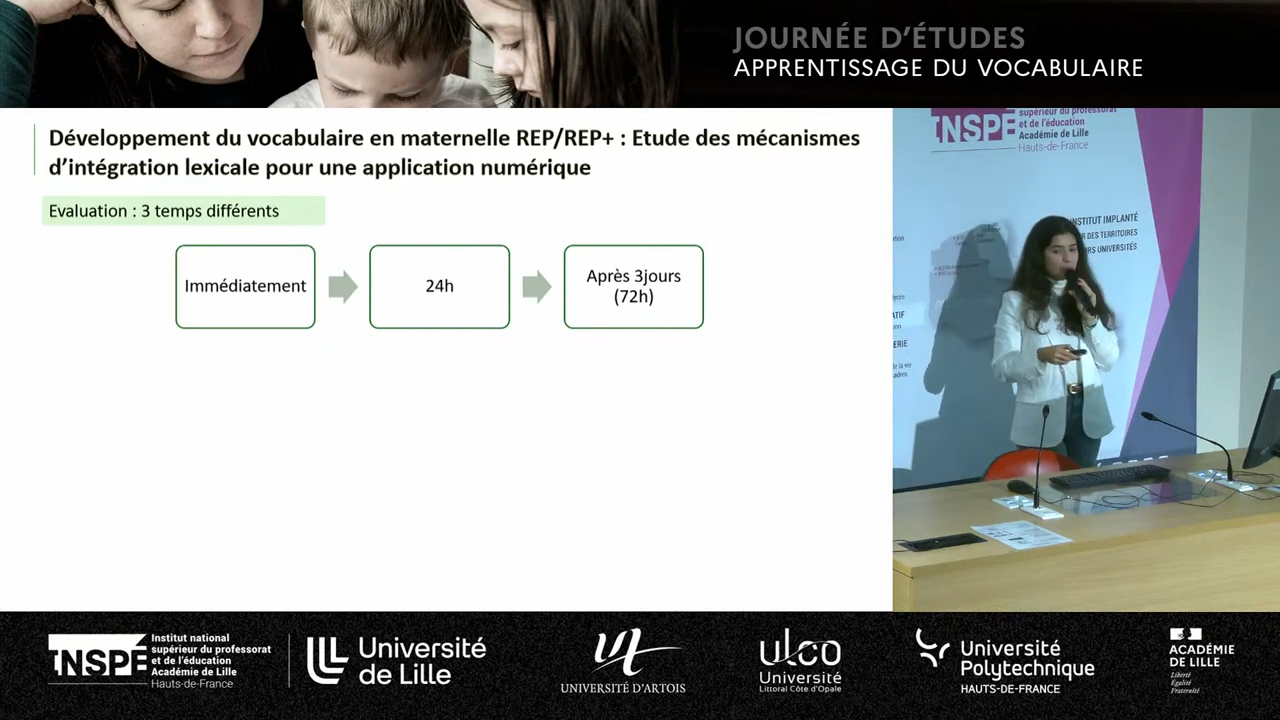 JOURNÉE D'ÉTUDES
APPRENTISSAGE DU VOCABULAIRE
Développement du vocabulaire en maternelle REP/REP+ : Etude des mécanismes
d'intégration lexicale pour une application numérique
Evaluation : 3 temps différents
Immédiatement
24h
Après 3jours
(72h)
INSPÉ
supérieur du professorat
et de l'éducation
Académie de Lille
Hauts-de-France
INSTITUT IMPLANTÉ
DES TERRITOIRES
UNIVERSITÉS
INSPÉ
Institut national
supérieur du professorat
et de l'éducation
Académie de Lille
Hauts-de-France
Université
de Lille
UNIVERSITÉ D'ARTOIS
ulco
Université
Littoral Côte d'Opale
Université
Polytechnique
HAUTS-DE-FRANCE
ACADÉMIE
DE LILLE
Liberté
Égalité
Fraternité